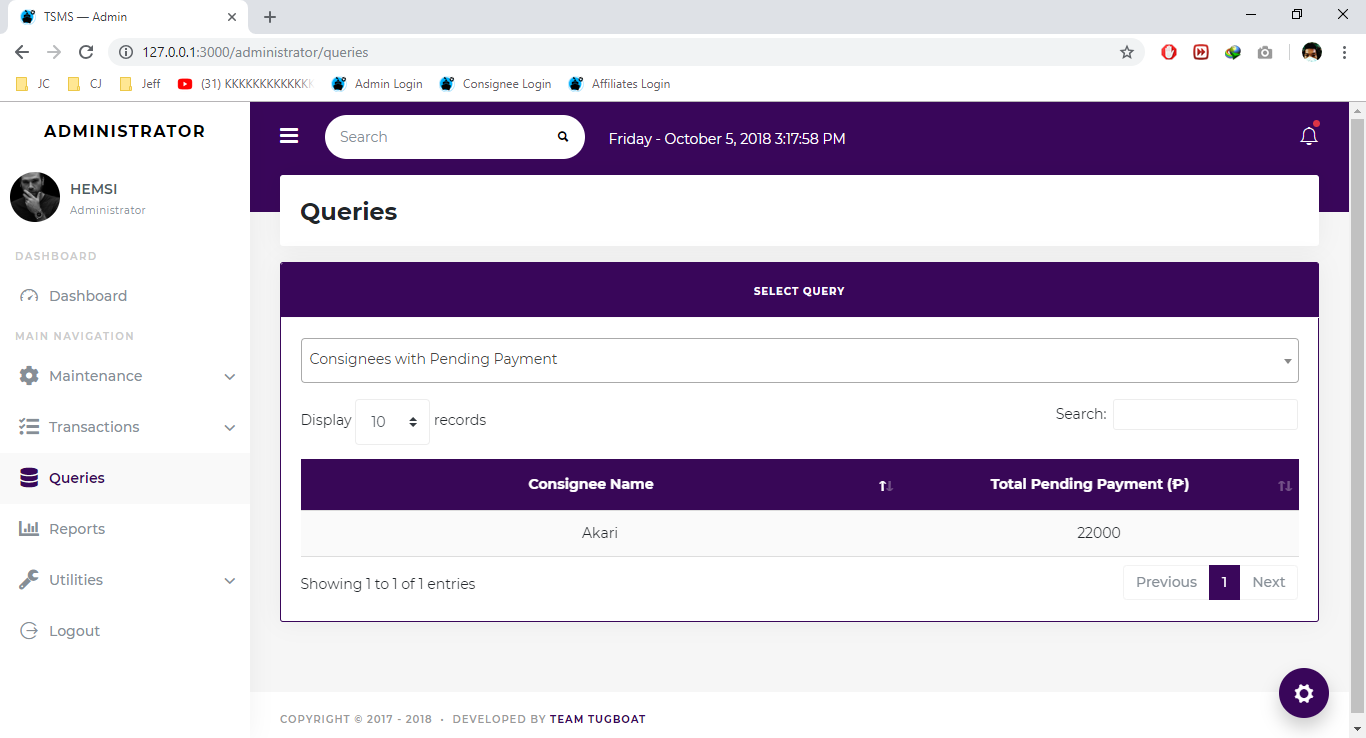 TSMS — Admin
127.0.0.1:3000/administrator/queries
JC
CJ
Jeff
(31) KKKKKKKKKKKKK
Admin Login
Consignee Login
Affiliates Login
ADMINISTRATOR
Search
Friday - October 5, 2018 3:17:58 PM
HEMSI
Administrator
Queries
DASHBOARD
Dashboard
SELECT QUERY
MAIN NAVIGATION
Maintenance
Transactions
Queries
Reports
Utilities
Logout
Consignees with Pending Payment
Display 10 records
Search:
Consignee Name
Total Pending Payment (₱)
Akari
22000
Showing 1 to 1 of 1 entries
Previous 1 Next
COPYRIGHT © 2017 - 2018 · DEVELOPED BY TEAM TUGBOAT